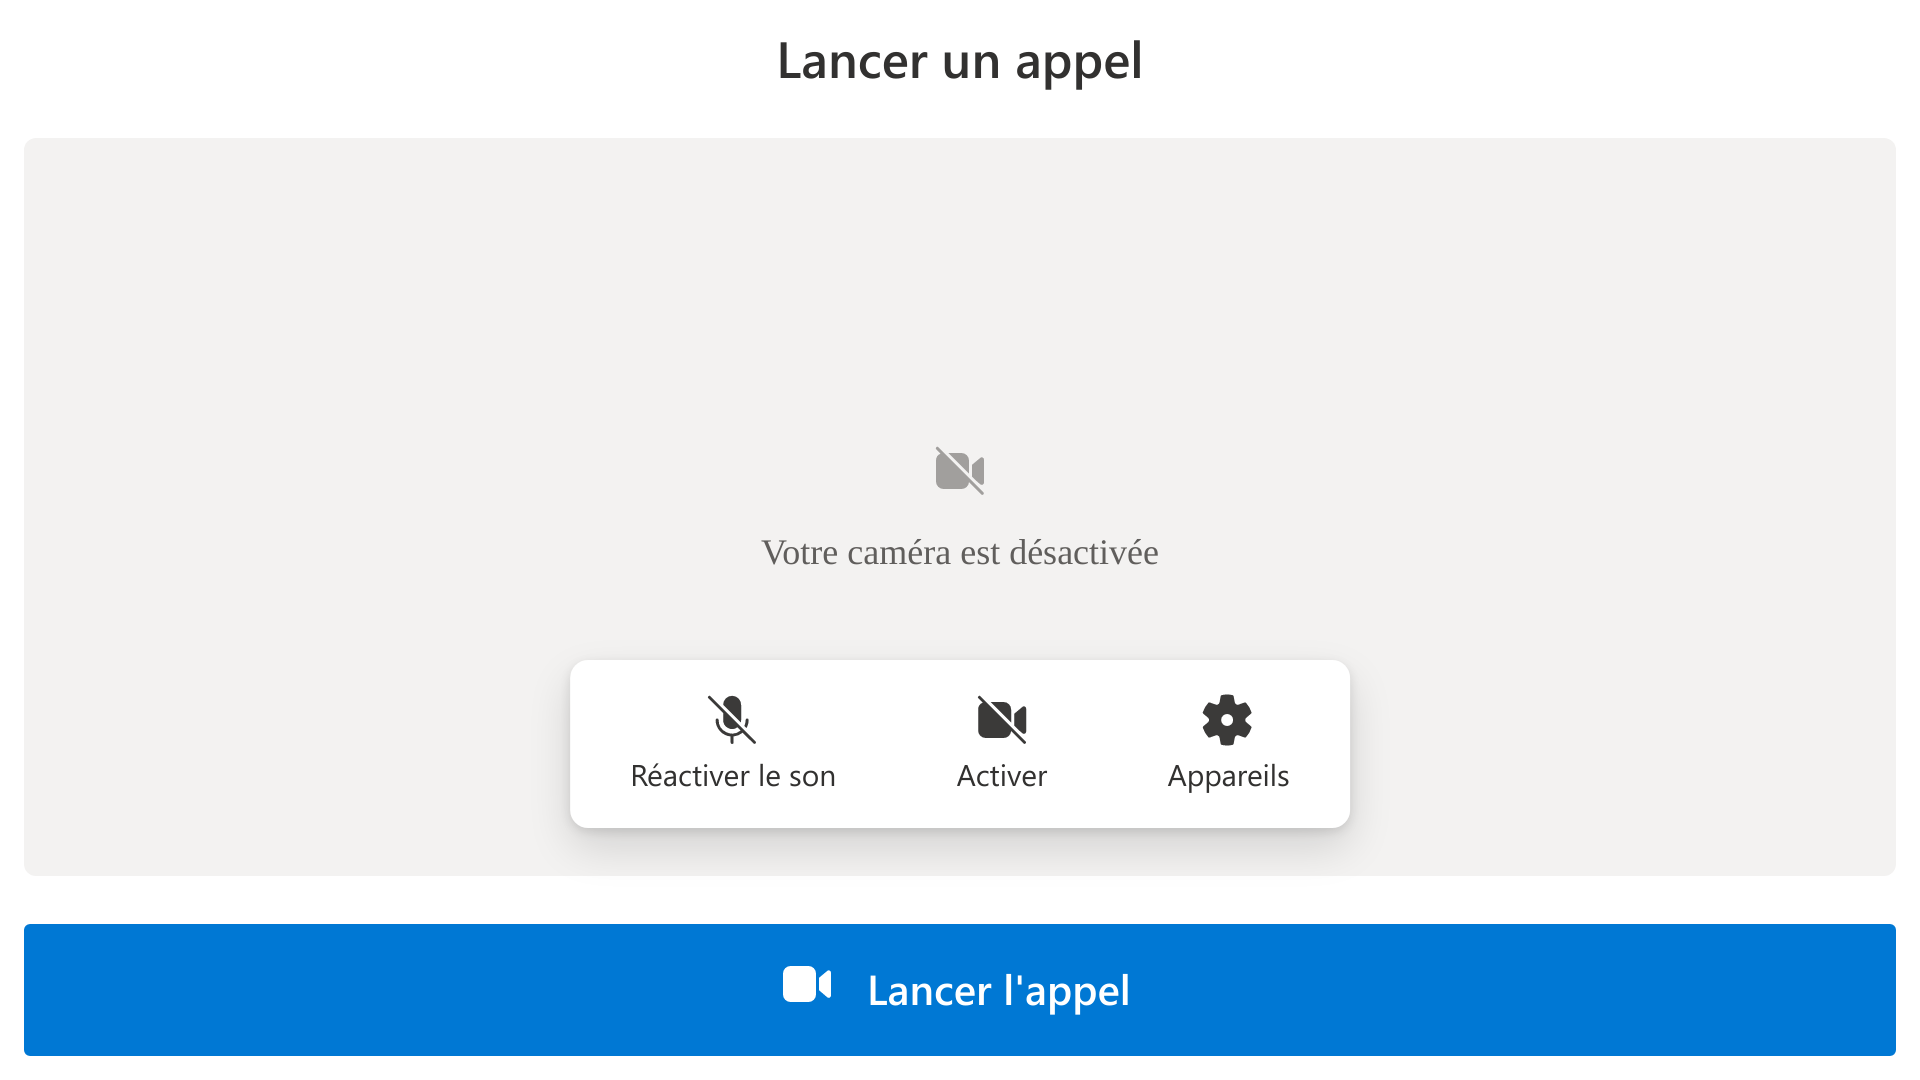 Lancer un appel
Votre caméra est désactivée
Réactiver le son
Activer
Appareils
Lancer l'appel